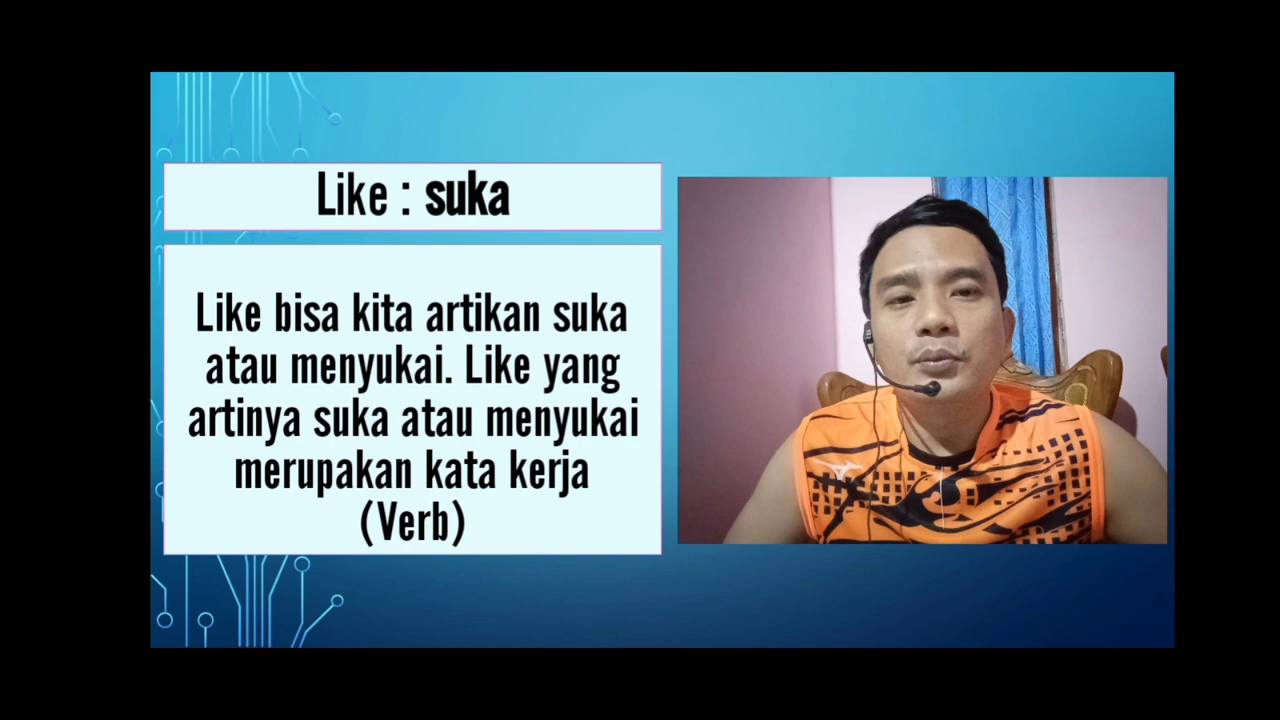 Like : suka
Like bisa kita artikan suka
atau menyukai. Like yang
artinya suka atau menyukai
merupakan kata kerja
(Verb)